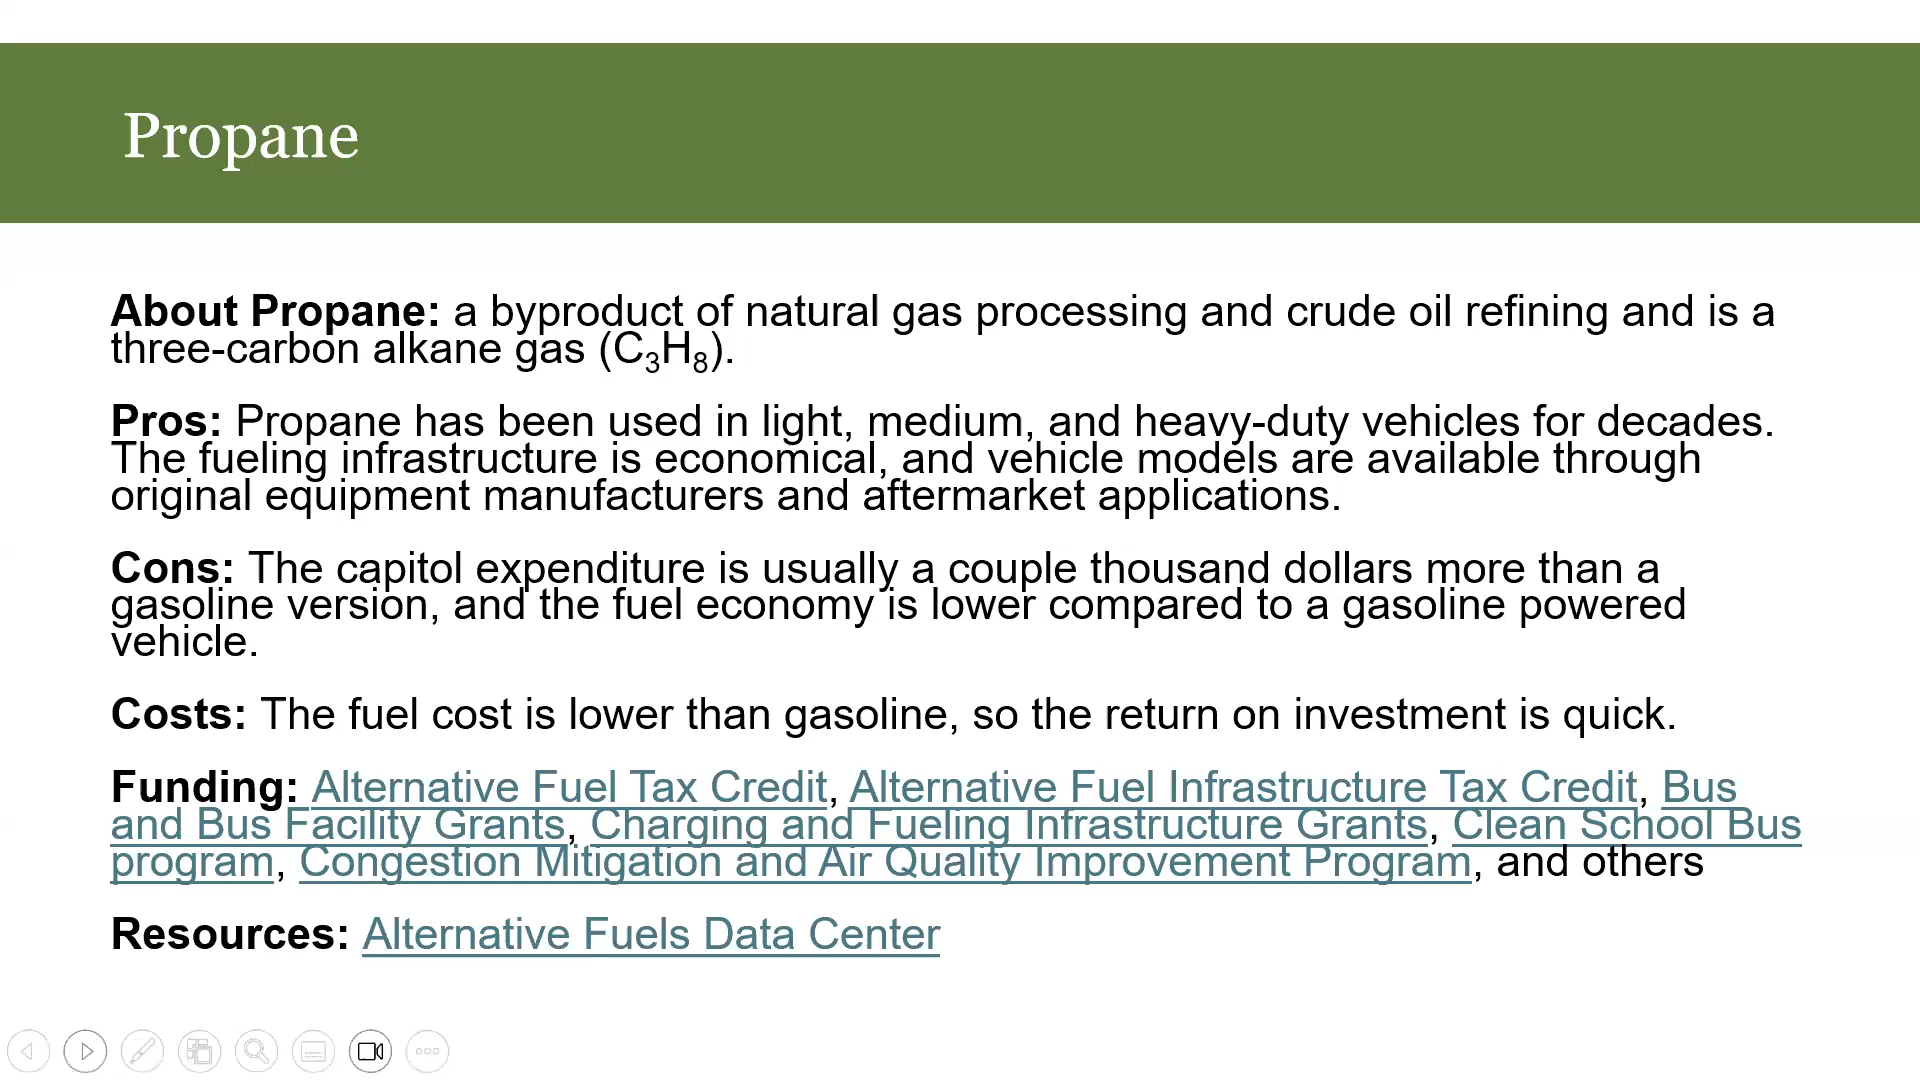 Propane
About Propane: a byproduct of natural gas processing and crude oil refining and is a
three-carbon alkane gas (C₃H₈).
Pros: Propane has been used in light, medium, and heavy-duty vehicles for decades.
The fueling infrastructure is economical, and vehicle models are available through
original equipment manufacturers and aftermarket applications.
Cons: The capitol expenditure is usually a couple thousand dollars more than a
gasoline version, and the fuel economy is lower compared to a gasoline powered
vehicle.
Costs: The fuel cost is lower than gasoline, so the return on investment is quick.
Funding: Alternative Fuel Tax Credit, Alternative Fuel Infrastructure Tax Credit, Bus
and Bus Facility Grants, Charging and Fueling Infrastructure Grants, Clean School Bus
program, Congestion Mitigation and Air Quality Improvement Program, and others
Resources: Alternative Fuels Data Center